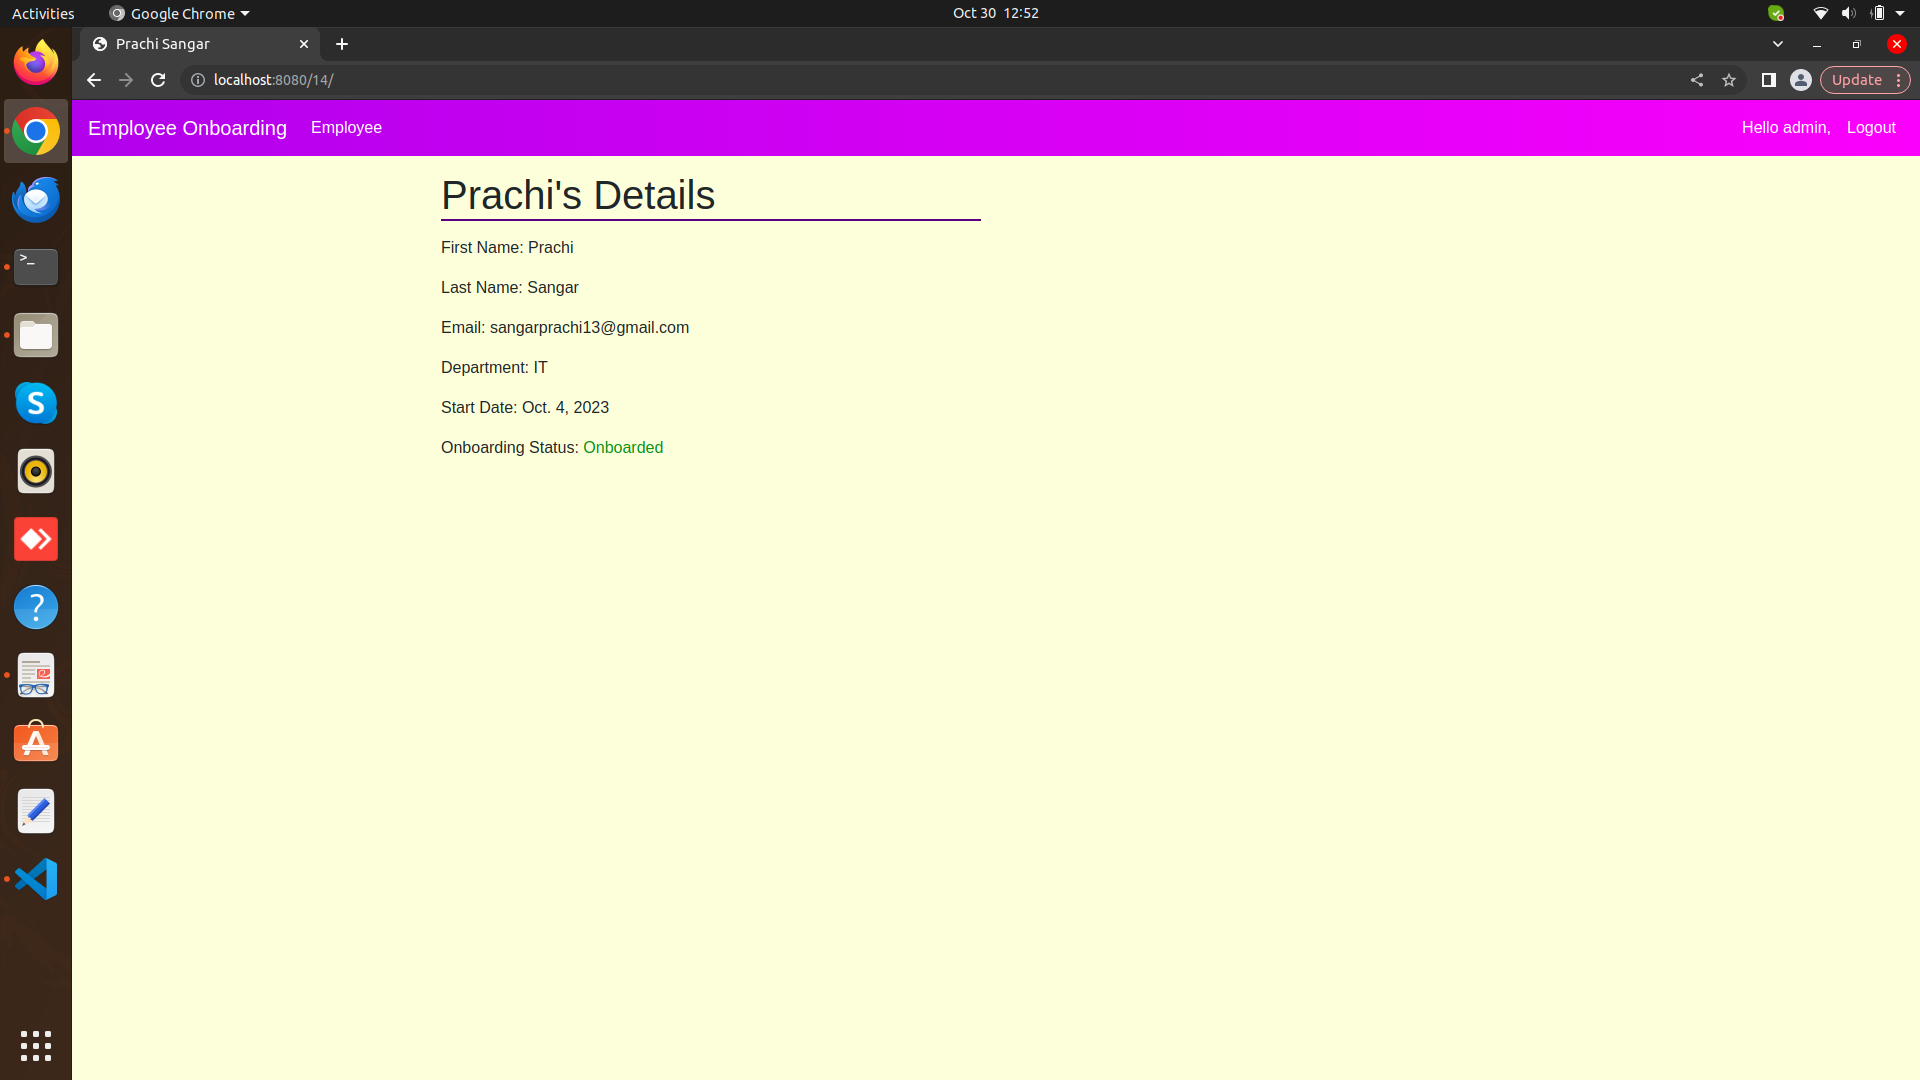 Activities
Google Chrome
Oct 30 12:52
Prachi Sangar
localhost:8080/14/
Update
Employee Onboarding
Employee
Hello admin,
Logout
Prachi's Details
First Name: Prachi
Last Name: Sangar
Email: sangarprachi13@gmail.com
Department: IT
Start Date: Oct. 4, 2023
Onboarding Status: Onboarded